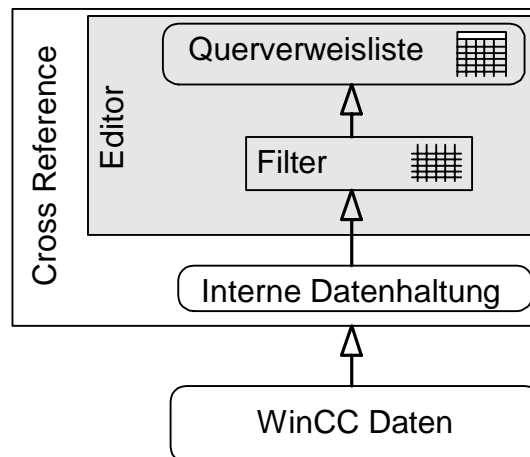 Querverweisliste
Editor
Filter
Cross Reference
Interne Datenhaltung
WinCC Daten